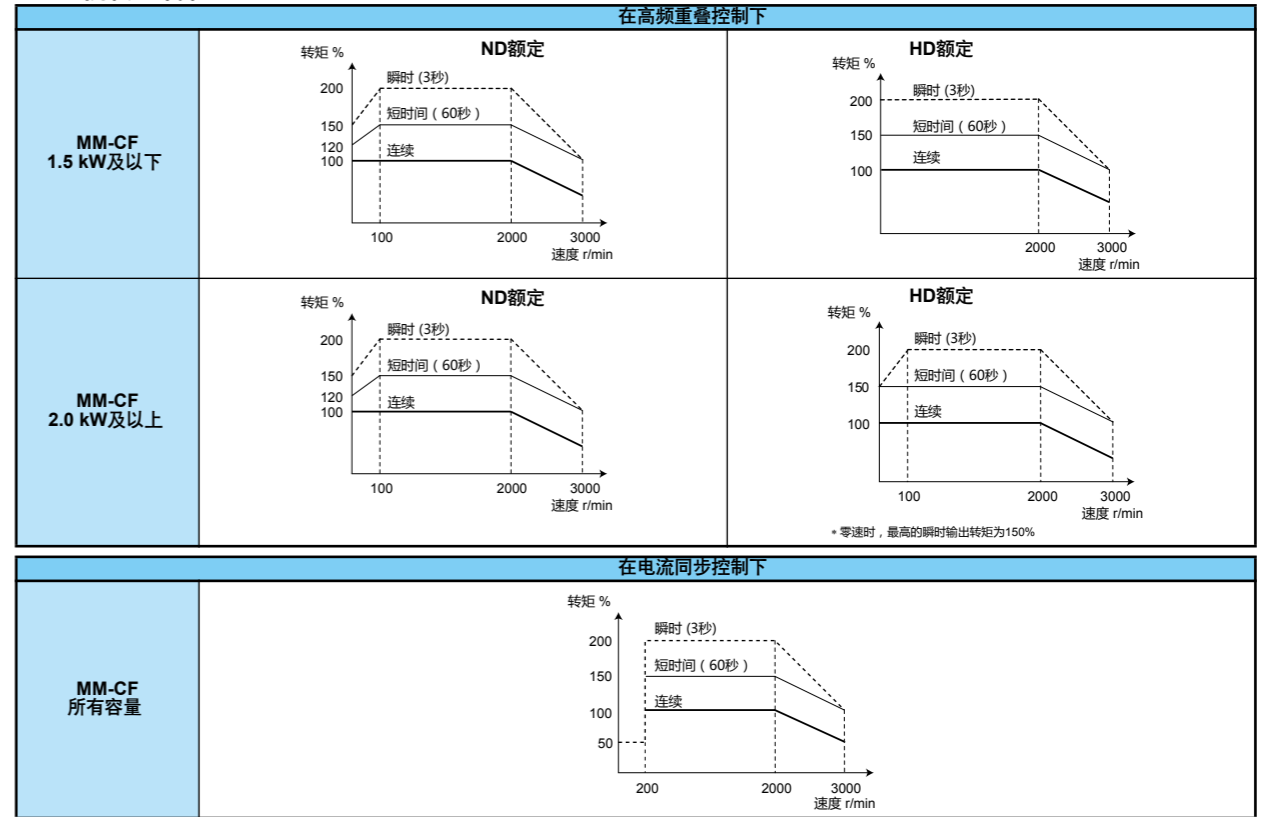 在高频重叠控制下
MM-CF
1.5 kW及以下
ND额定
转矩 %
200
150
120
100
瞬时 (3秒)
短时间 ( 60秒 )
连续
100
2000
3000
速度 r/min
HD额定
转矩 %
200
150
100
瞬时 (3秒)
短时间 ( 60秒 )
连续
2000
3000
速度 r/min
MM-CF
2.0 kW及以上
ND额定
转矩 %
200
150
120
100
瞬时 (3秒)
短时间 ( 60秒 )
连续
100
2000
3000
速度 r/min
HD额定
转矩 %
200
150
100
瞬时 (3秒)
短时间 ( 60秒 )
连续
100
2000
3000
速度 r/min
* 零速时，最高的瞬时输出转矩为150%
在电流同步控制下
MM-CF
所有容量
转矩 %
200
150
100
50
瞬时 (3秒)
短时间 ( 60秒 )
连续
200
2000
3000
速度 r/min